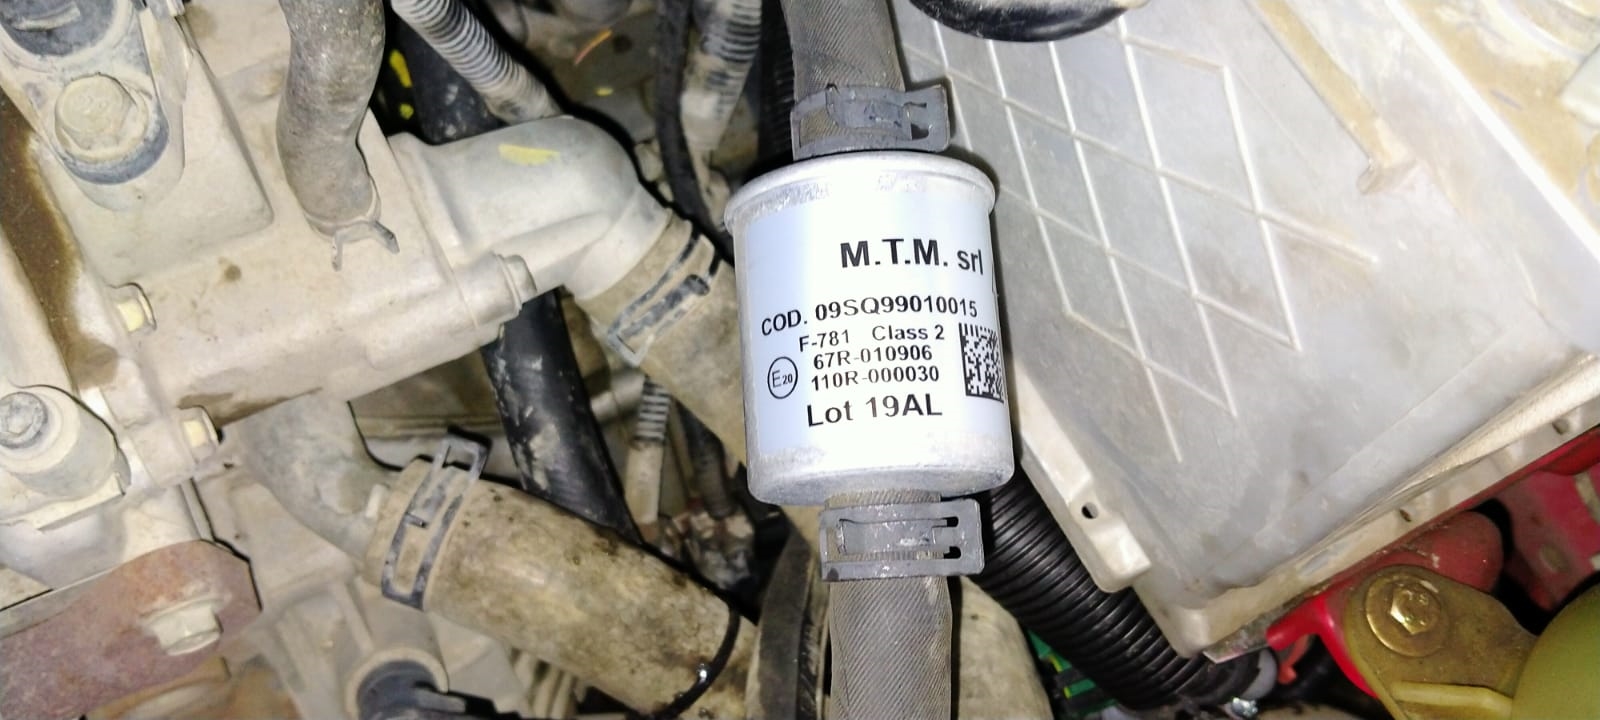 M.T.M. srl
COD. 09SQ99010015
F-781 Class 2
67R-010906
E20
110R-000030
Lot 19AL